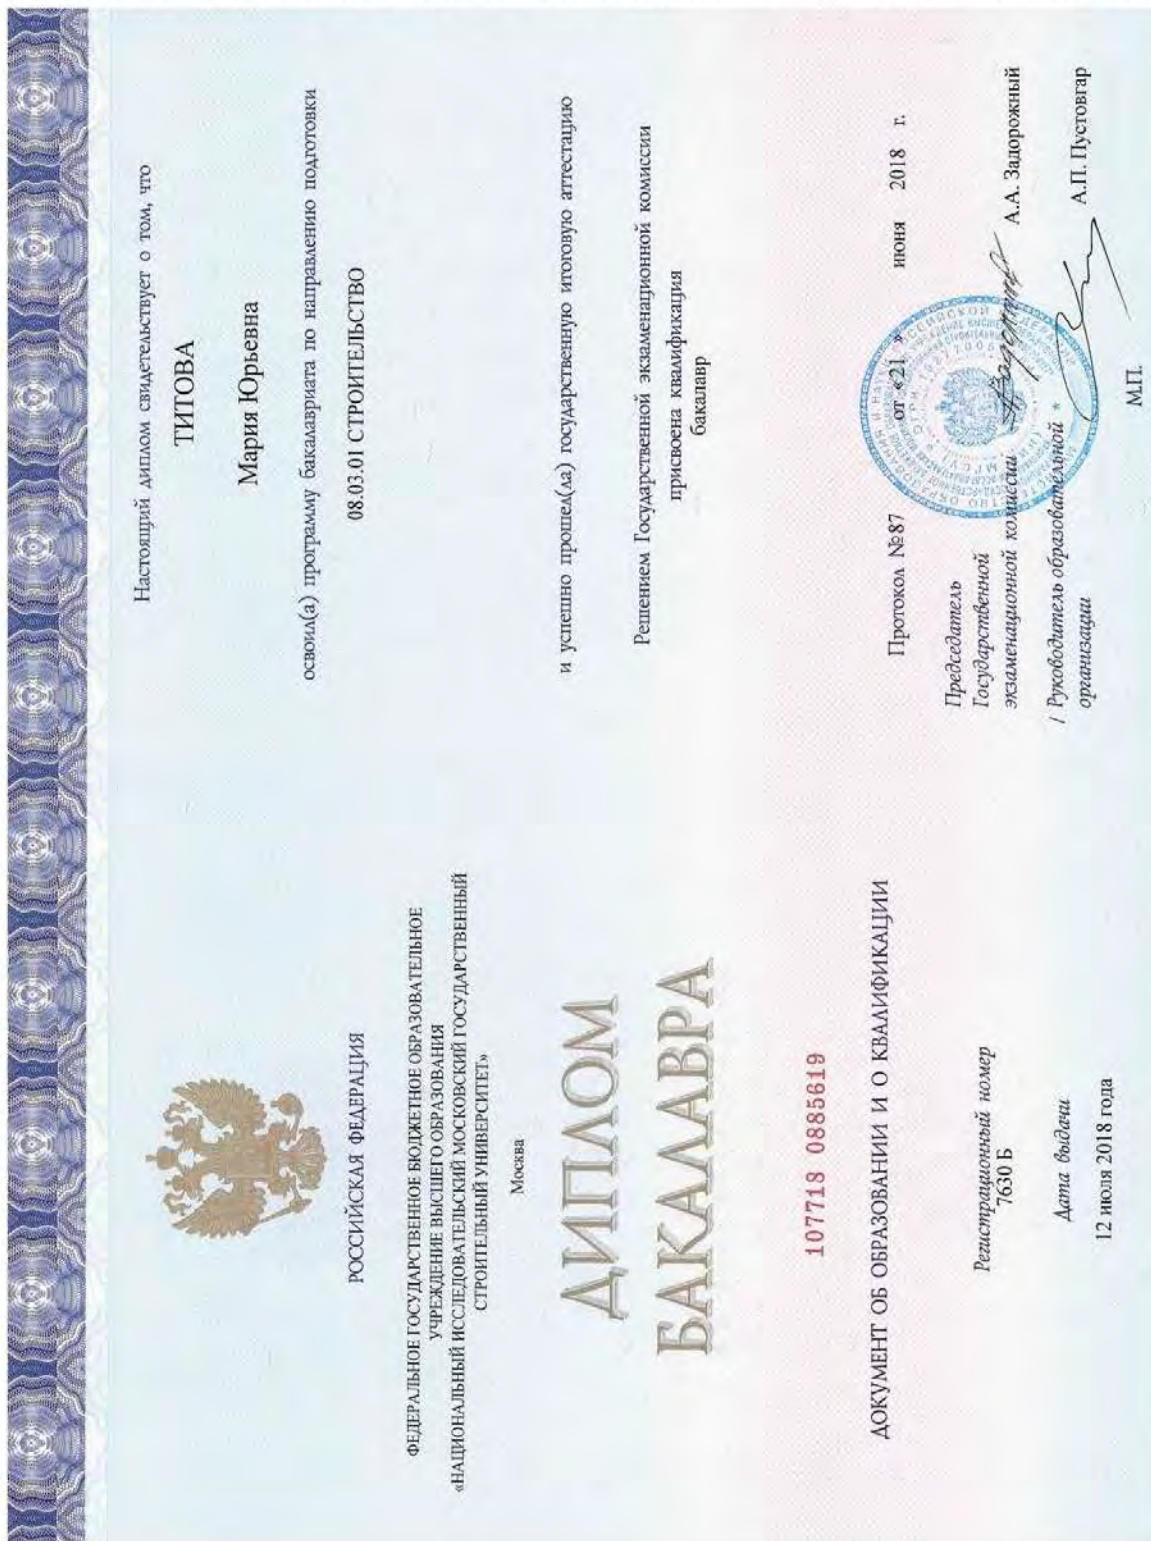 РОССИЙСКАЯ ФЕДЕРАЦИЯ
ФЕДЕРАЛЬНОЕ ГОСУДАРСТВЕННОЕ БЮДЖЕТНОЕ ОБРАЗОВАТЕЛЬНОЕ
УЧРЕЖДЕНИЕ ВЫСШЕГО ОБРАЗОВАНИЯ
«НАЦИОНАЛЬНЫЙ ИССЛЕДОВАТЕЛЬСКИЙ МОСКОВСКИЙ ГОСУДАРСТВЕННЫЙ
СТРОИТЕЛЬНЫЙ УНИВЕРСИТЕТ»
Москва
ДИПЛОМ
БАКАЛАВРА
107718 0885619
ДОКУМЕНТ ОБ ОБРАЗОВАНИИ И О КВАЛИФИКАЦИИ
Регистрационный номер
7630 Б
Дата выдачи
12 июля 2018 года
Настоящий диплом свидетельствует о том, что
ТИТОВА
Мария Юрьевна
освоил(а) программу бакалавриата по направлению подготовки
08.03.01 СТРОИТЕЛЬСТВО
и успешно прошел(ла) государственную итоговую аттестацию
Решением Государственной экзаменационной комиссии
присвоена квалификация
бакалавр
Протокол №87 от «21 » июня 2018 г.
Председатель
Государственной
экзаменационной комиссии А.А. Задорожный
/ Руководитель образовательной
организации А.П. Пустовгар
М.П.